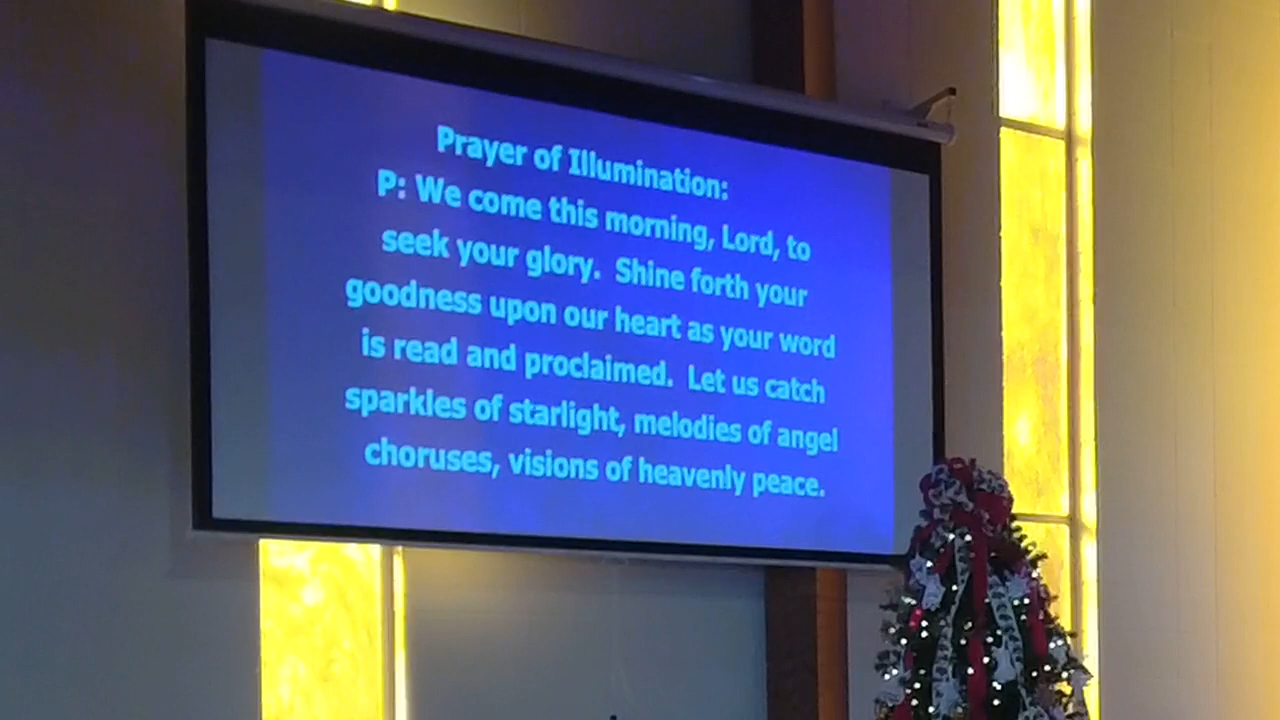 Prayer of Illumination:
P: We come this morning, Lord, to
seek your glory.  Shine forth your
goodness upon our heart as your word
is read and proclaimed.  Let us catch
sparkles of starlight, melodies of angel
choruses, visions of heavenly peace.